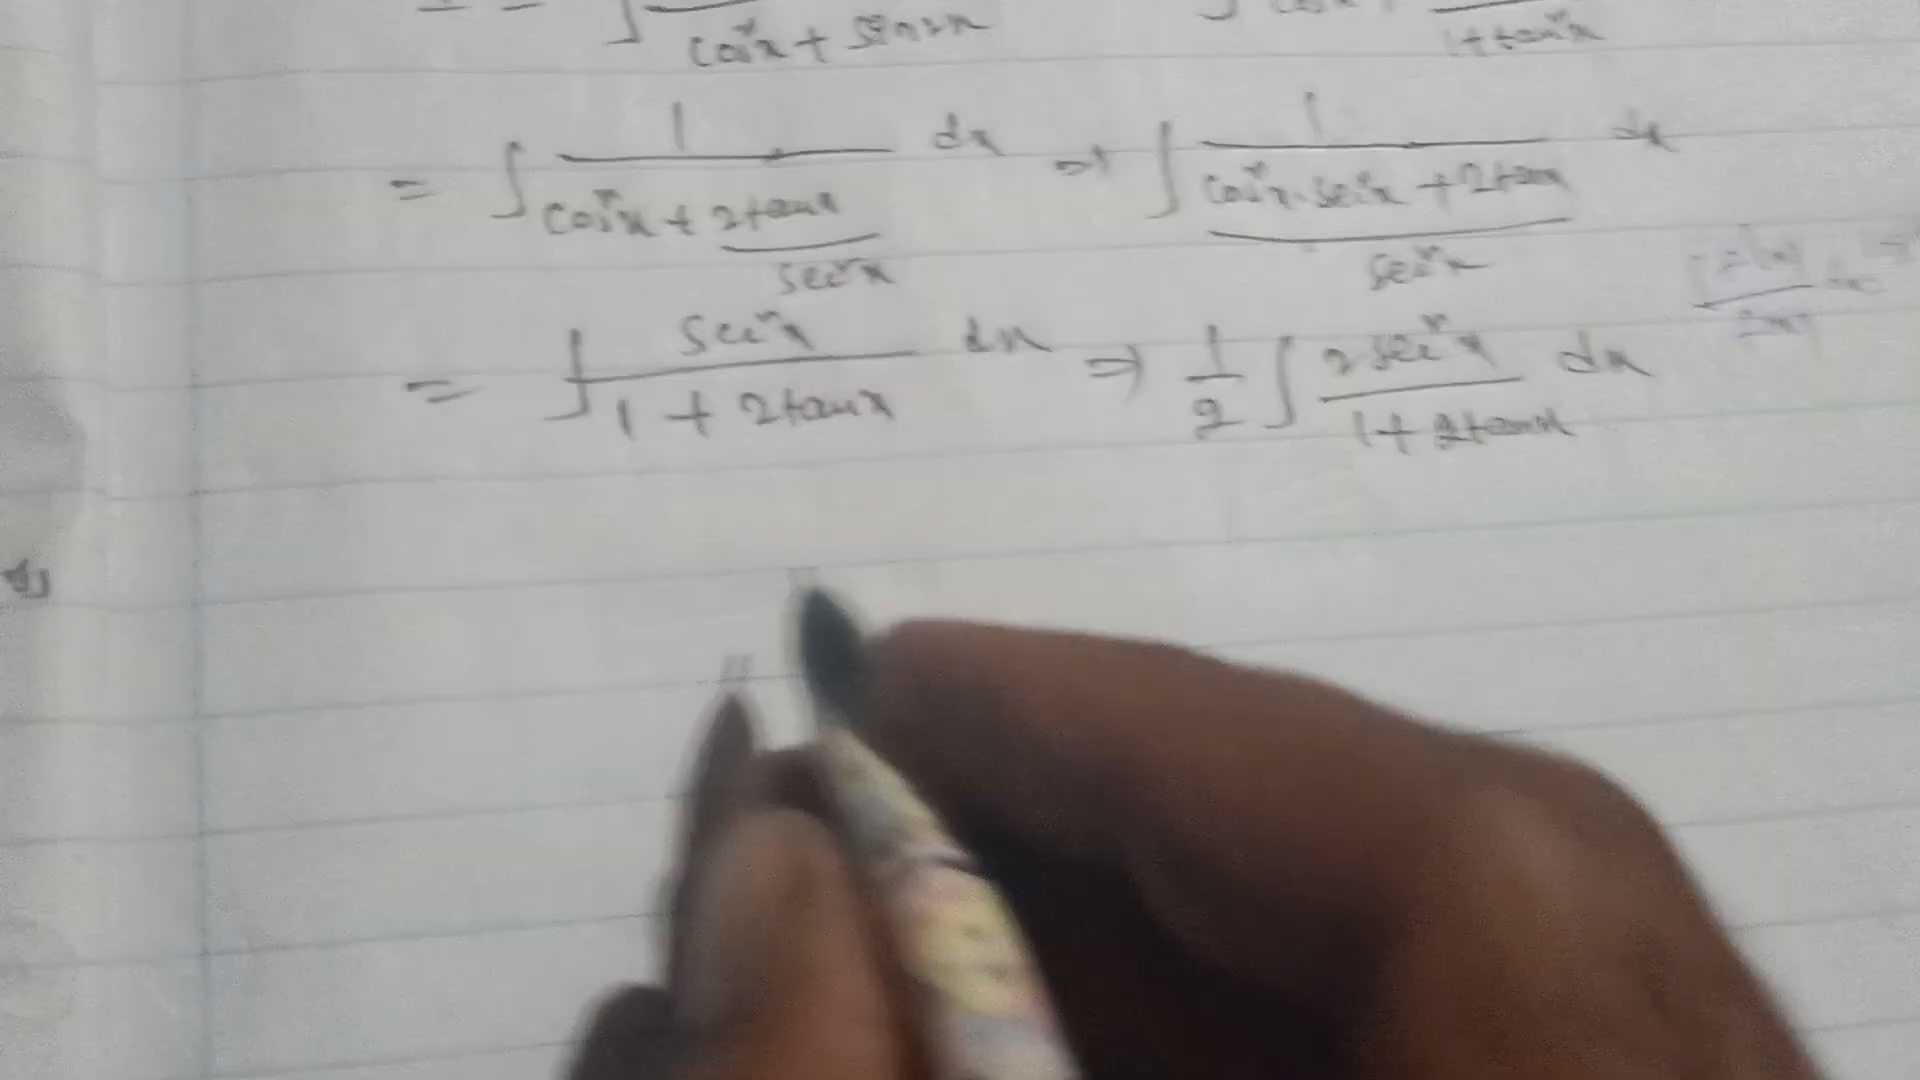 ∫ cos²x + sin2x    ∫ cos²x + 1+tan²x
= ∫ 1/(cos²x + 2tanx/sec²x) dx ⇒ ∫ 1/((cos²x·sec²x + 2tanx)/sec²x) dx
= ∫ sec²x/(1 + 2tanx) dx ⇒ 1/2 ∫ 2sec²x/(1+2tanx) dx